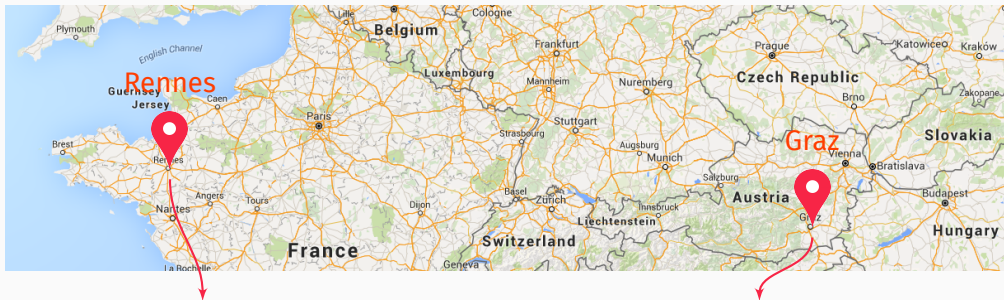 Lille
Cologne
Plymouth
Belgium
English Channel
Frankfurt
Prague
Katowice
Kraków
Luxembourg
Czech Republic
Rennes
Guernsey
Jersey
Caen
Mannheim
Nuremberg
Brno
Zakopane
Paris
Strasbourg
Stuttgart
Slovakia
Brest
Rennes
Augsburg
Munich
Graz
Vienna
Bratislava
Salzburg
Angers
Tours
Nantes
Dijon
Basel
Zürich
Innsbruck
Liechtenstein
Austria
Graz
Budapest
Hungary
France
Switzerland
La Rochelle
Geneva